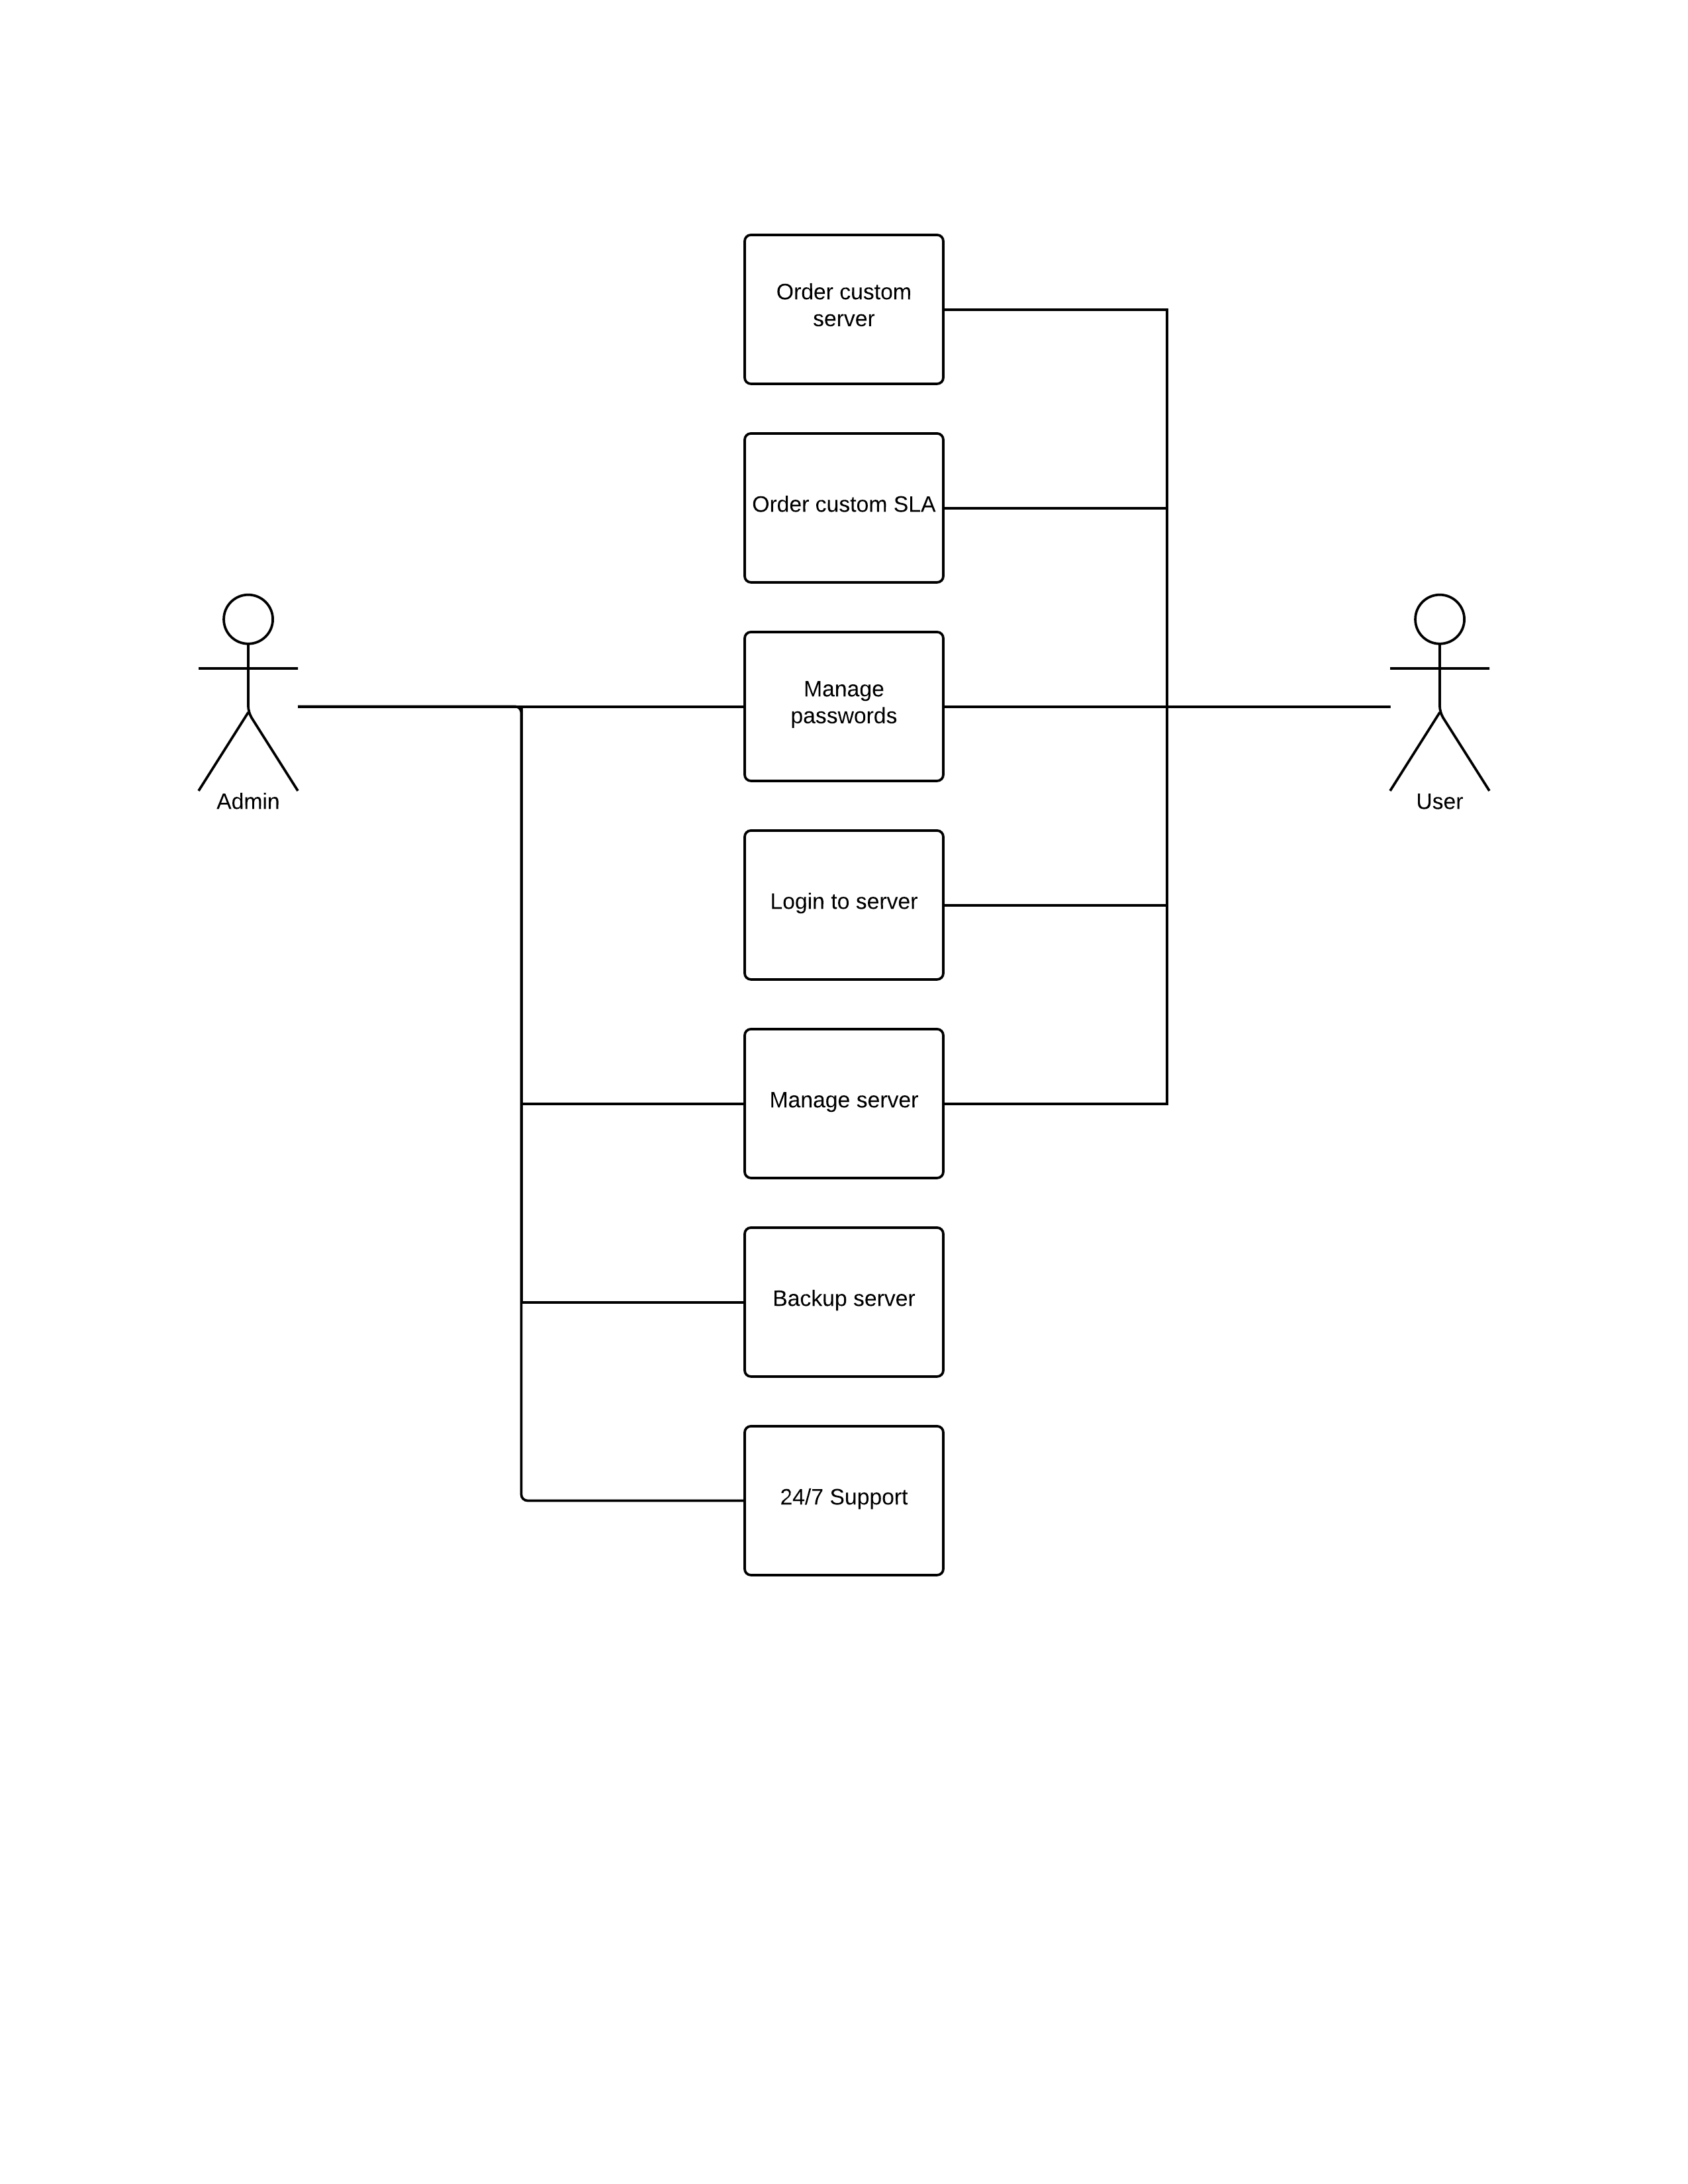 Order custom
server
Order custom SLA
Manage
passwords
Admin
User
Login to server
Manage server
Backup server
24/7 Support